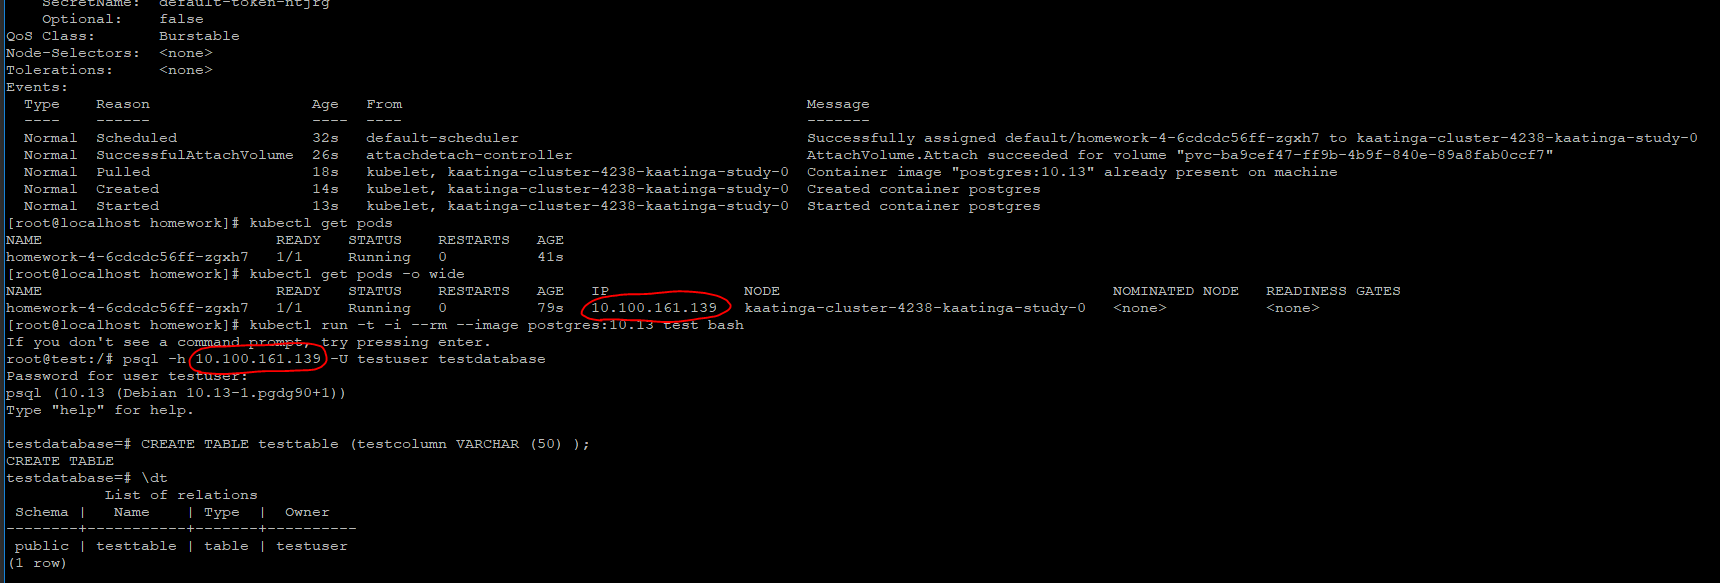 SecretName:  default-token-ntjrg
Optional:    false
QoS Class:       Burstable
Node-Selectors:  <none>
Tolerations:     <none>
Events:
Type    Reason                  Age   From                                             Message
----    ------                  ----  ----                                             -------
Normal  Scheduled               32s   default-scheduler                                Successfully assigned default/homework-4-6cdcdc56ff-zgxh7 to kaatinga-cluster-4238-kaatinga-study-0
Normal  SuccessfulAttachVolume  26s   attachdetach-controller                          AttachVolume.Attach succeeded for volume "pvc-ba9cef47-ff9b-4b9f-840e-89a8fab0ccf7"
Normal  Pulled                  18s   kubelet, kaatinga-cluster-4238-kaatinga-study-0  Container image "postgres:10.13" already present on machine
Normal  Created                 14s   kubelet, kaatinga-cluster-4238-kaatinga-study-0  Created container postgres
Normal  Started                 13s   kubelet, kaatinga-cluster-4238-kaatinga-study-0  Started container postgres
[root@localhost homework]# kubectl get pods
NAME                          READY   STATUS    RESTARTS   AGE
homework-4-6cdcdc56ff-zgxh7   1/1     Running   0          41s
[root@localhost homework]# kubectl get pods -o wide
NAME                          READY   STATUS    RESTARTS   AGE   IP               NODE                                     NOMINATED NODE   READINESS GATES
homework-4-6cdcdc56ff-zgxh7   1/1     Running   0          79s   10.100.161.139   kaatinga-cluster-4238-kaatinga-study-0   <none>           <none>
[root@localhost homework]# kubectl run -t -i --rm --image postgres:10.13 test bash
If you don't see a command prompt, try pressing enter.
root@test:/# psql -h 10.100.161.139 -U testuser testdatabase
Password for user testuser:
psql (10.13 (Debian 10.13-1.pgdg90+1))
Type "help" for help.
testdatabase=# CREATE TABLE testtable (testcolumn VARCHAR (50) );
CREATE TABLE
testdatabase=# \dt
List of relations
Schema |   Name    | Type  |  Owner
--------+-----------+-------+----------
public | testtable | table | testuser
(1 row)